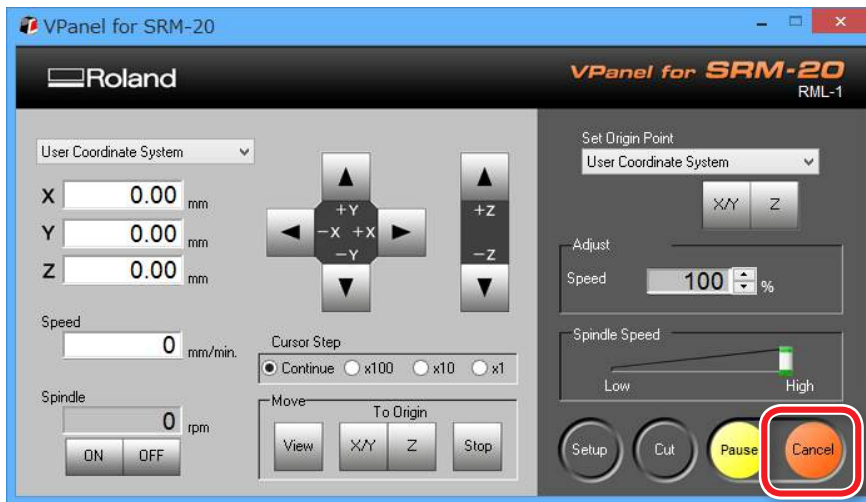 VPanel for SRM-20
Roland
VPanel for SRM-20
RML-1
User Coordinate System
X 0.00 mm
Y 0.00 mm
Z 0.00 mm
Speed
0 mm/min.
Spindle
0 rpm
ON OFF
+Y
-X +X
-Y
+Z
-Z
Cursor Step
Continue x100 x10 x1
Move
To Origin
View X/Y Z Stop
Set Origin Point
User Coordinate System
X/Y Z
Adjust
Speed 100 %
Spindle Speed
Low High
Setup Cut Pause Cancel